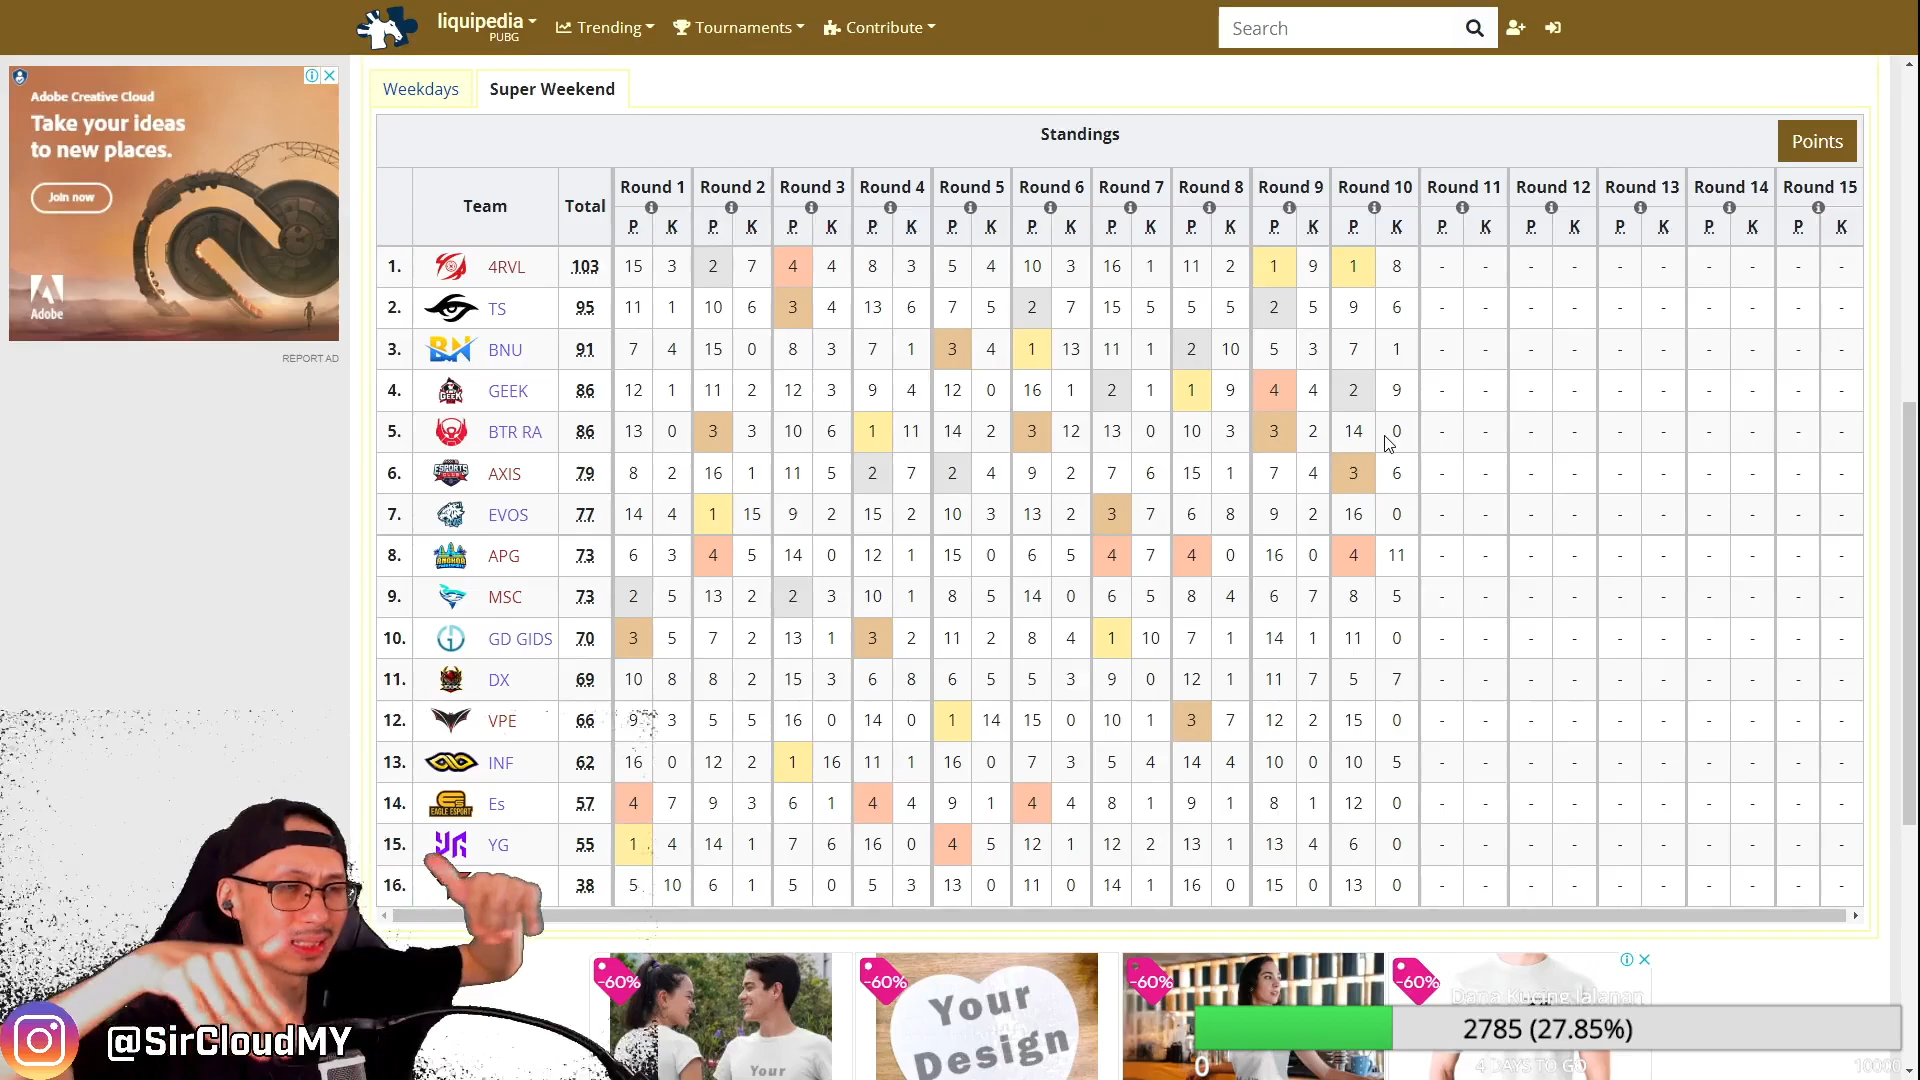 liquipedia
PUBG
Trending
Tournaments
Contribute
Search
Adobe Creative Cloud
Take your ideas
to new places.
Join now
Adobe
REPORT AD
Weekdays
Super Weekend
Standings
Points
Team Total Round 1 Round 2 Round 3 Round 4 Round 5 Round 6 Round 7 Round 8 Round 9 Round 10 Round 11 Round 12 Round 13 Round 14 Round 15
P K P K P K P K P K P K P K P K P K P K P K P K P K P K P K
1. 4RVL 103 15 3 2 7 4 4 8 3 5 4 10 3 16 1 11 2 1 9 1 8 - - - - - - - - - -
2. TS 95 11 1 10 6 3 4 13 6 7 5 2 7 15 5 5 5 2 5 9 6 - - - - - - - - - -
3. BN BNU 91 7 4 15 0 8 3 7 1 3 4 1 13 11 1 2 10 5 3 7 1 - - - - - - - - - -
4. GEEK GEEK 86 12 1 11 2 12 3 9 4 12 0 16 1 2 1 1 9 4 4 2 9 - - - - - - - - - -
5. BTR RA 86 13 0 3 3 10 6 1 11 14 2 3 12 13 0 10 3 3 2 14 0 - - - - - - - - - -
6. ESPORTS AXIS 79 8 2 16 1 11 5 2 7 2 4 9 2 7 6 15 1 7 4 3 6 - - - - - - - - - -
7. EVOS 77 14 4 1 15 9 2 15 2 10 3 13 2 3 7 6 8 9 2 16 0 - - - - - - - - - -
8. APG 73 6 3 4 5 14 0 12 1 15 0 6 5 4 7 4 0 16 0 4 11 - - - - - - - - - -
9. MSC 73 2 5 13 2 2 3 10 1 8 5 14 0 6 5 8 4 6 7 8 5 - - - - - - - - - -
10. GD GIDS 70 3 5 7 2 13 1 3 2 11 2 8 4 1 10 7 1 14 1 11 0 - - - - - - - - - -
11. DX 69 10 8 8 2 15 3 6 8 6 5 5 3 9 0 12 1 11 7 5 7 - - - - - - - - - -
12. VPE 66 9 3 5 5 16 0 14 0 1 14 15 0 10 1 3 7 12 2 15 0 - - - - - - - - - -
13. INF 62 16 0 12 2 1 16 11 1 16 0 7 3 5 4 14 4 10 0 10 5 - - - - - - - - - -
14. EAGLE ESPORT Es 57 4 7 9 3 6 1 4 4 9 1 4 4 8 1 9 1 8 1 12 0 - - - - - - - - - -
15. YG YG 55 1 4 14 1 7 6 16 0 4 5 12 1 12 2 13 1 13 4 6 0 - - - - - - - - - -
16. 38 5 10 6 1 5 0 5 3 13 0 11 0 14 1 16 0 15 0 13 0 - - - - - - - - - -
-60%
-60%
-60%
-60%
Your
Your
Design
Dana Kucing Jalanan
2785 (27.85%)
0
4 DAYS TO GO
10000
@SirCloudMY